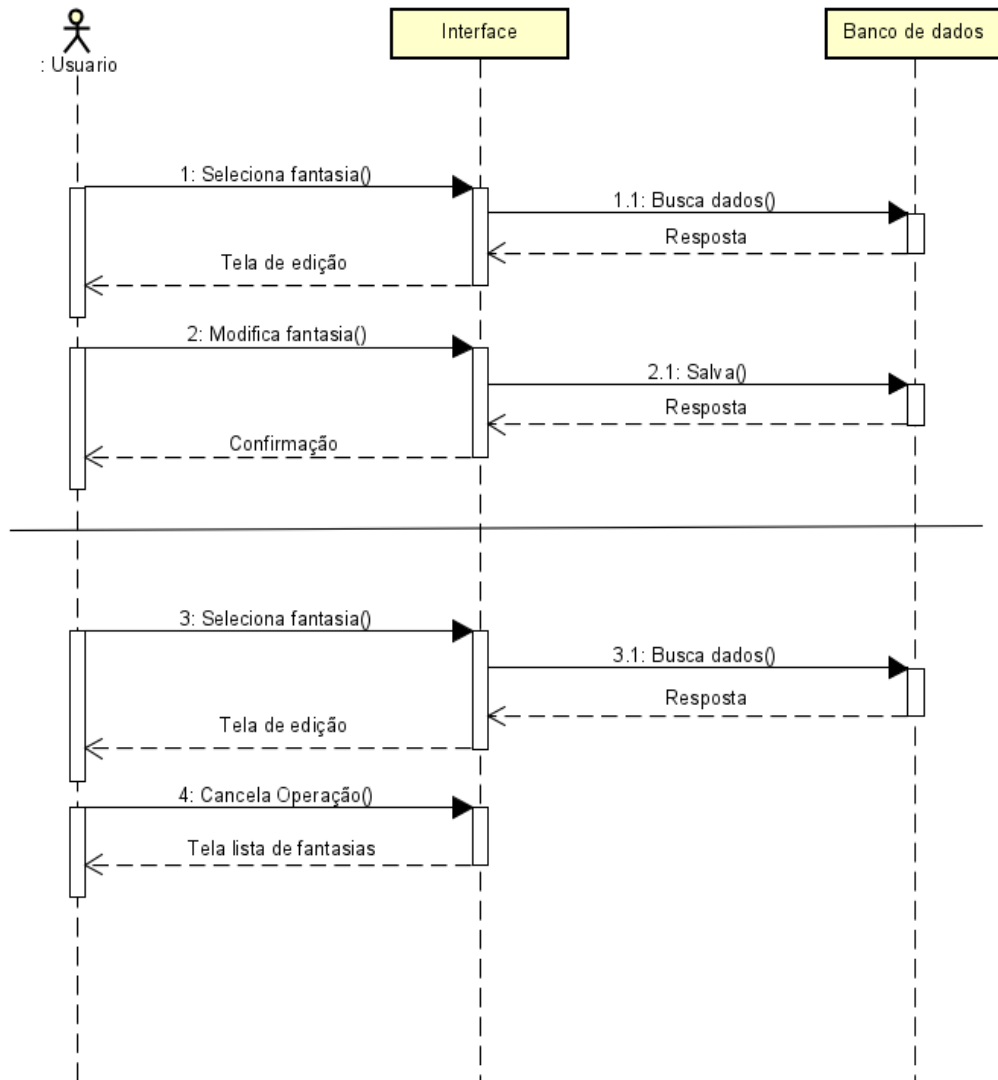 Interface
Banco de dados
: Usuario
1: Seleciona fantasia()
1.1: Busca dados()
Resposta
Tela de edição
2: Modifica fantasia()
2.1: Salva()
Resposta
Confirmação
3: Seleciona fantasia()
3.1: Busca dados()
Resposta
Tela de edição
4: Cancela Operação()
Tela lista de fantasias